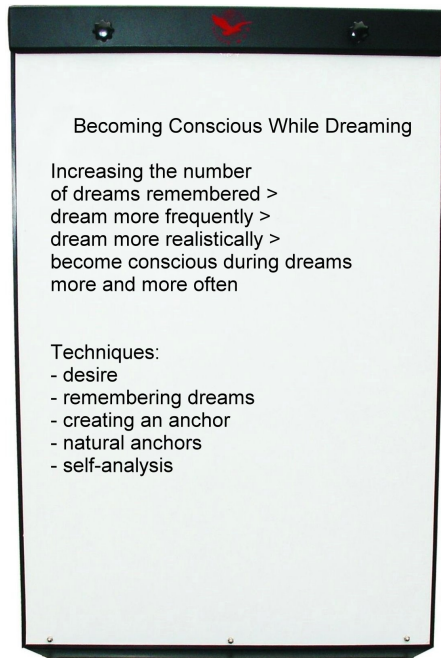 Becoming Conscious While Dreaming
Increasing the number
of dreams remembered >
dream more frequently >
dream more realistically >
become conscious during dreams
more and more often
Techniques:
- desire
- remembering dreams
- creating an anchor
- natural anchors
- self-analysis